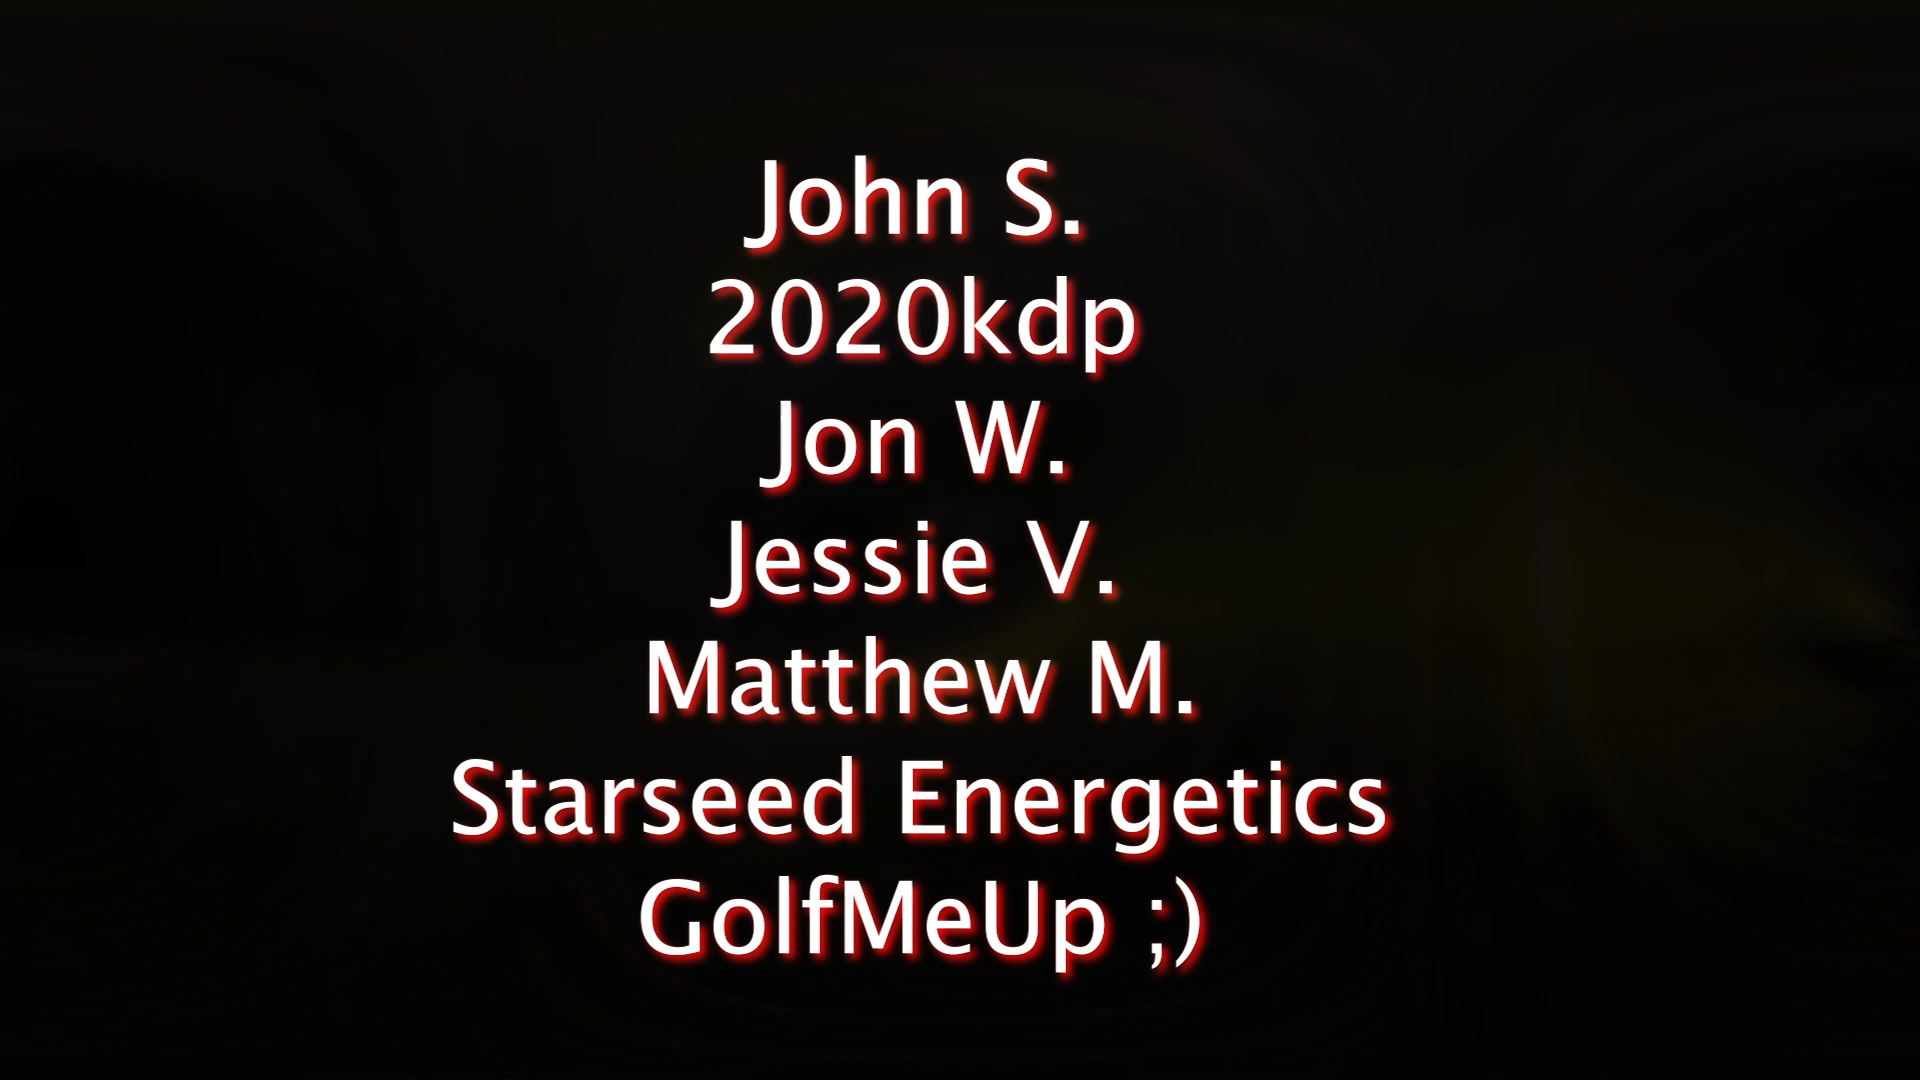 John S.
2020kdp
Jon W.
Jessie V.
Matthew M.
Starseed Energetics
GolfMeUp ;)